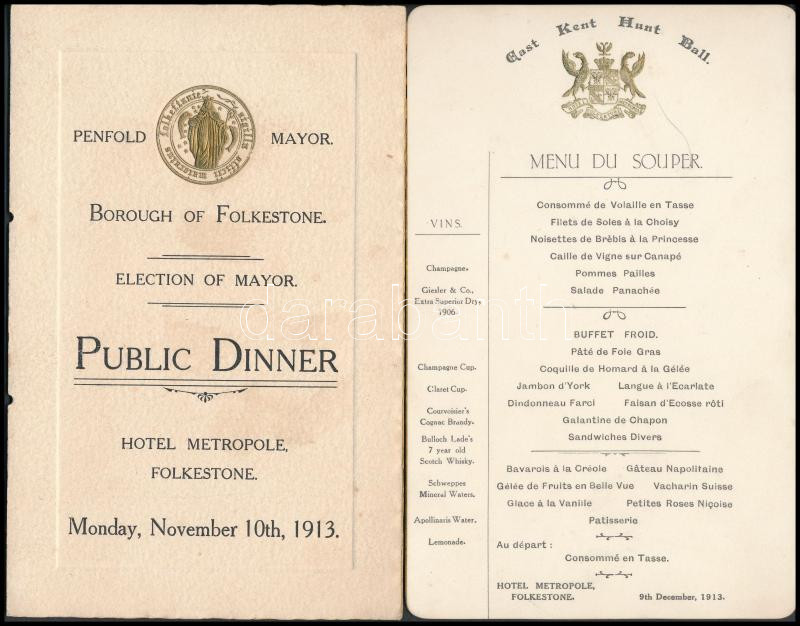 PENFOLD MAYOR.
BOROUGH OF FOLKESTONE.
ELECTION OF MAYOR.
PUBLIC DINNER
HOTEL METROPOLE,
FOLKESTONE.
Monday, November 10th, 1913.
East Kent Hunt Ball.
MENU DU SOUPER.
Consommé de Volaille en Tasse
Filets de Soles à la Choisy
Noisettes de Brèbis à la Princesse
Caille de Vigne sur Canapé
Pommes Pailles
Salade Panachée
BUFFET FROID.
Pâté de Foie Gras
Coquille de Homard à la Gélée
Jambon d'York Langue à l'Ecarlate
Dindonneau Farci Faisan d'Ecosse rôti
Galantine de Chapon
Sandwiches Divers
Bavarois à la Créole Gâteau Napolitaine
Gélée de Fruits en Belle Vue Vacharin Suisse
Glace à la Vanille Petites Roses Niçoise
Patisserie
Au départ :
Consommé en Tasse.
HOTEL METROPOLE,
FOLKESTONE. 9th December, 1913.
VINS.
Champagne.
Giesler & Co.,
Extra Superior Dry,
1906.
Champagne Cup.
Claret Cup.
Courvoisier's
Cognac Brandy.
Bulloch Lade's
7 year old
Scotch Whisky.
Schweppes
Mineral Waters.
Apollinaris Water.
Lemonade.
darabanth